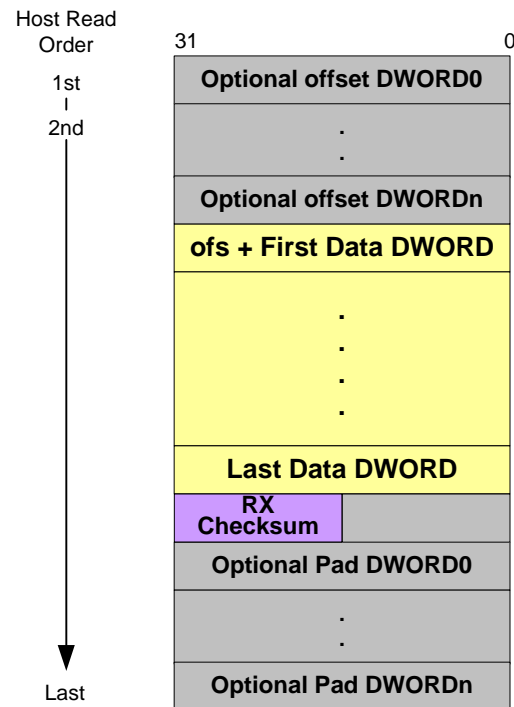 Host Read
Order
31
0
1st
2nd
Optional offset DWORD0
.
.
Optional offset DWORDn
ofs + First Data DWORD
.
.
.
.
Last Data DWORD
RX
Checksum
Optional Pad DWORD0
.
.
Optional Pad DWORDn
Last